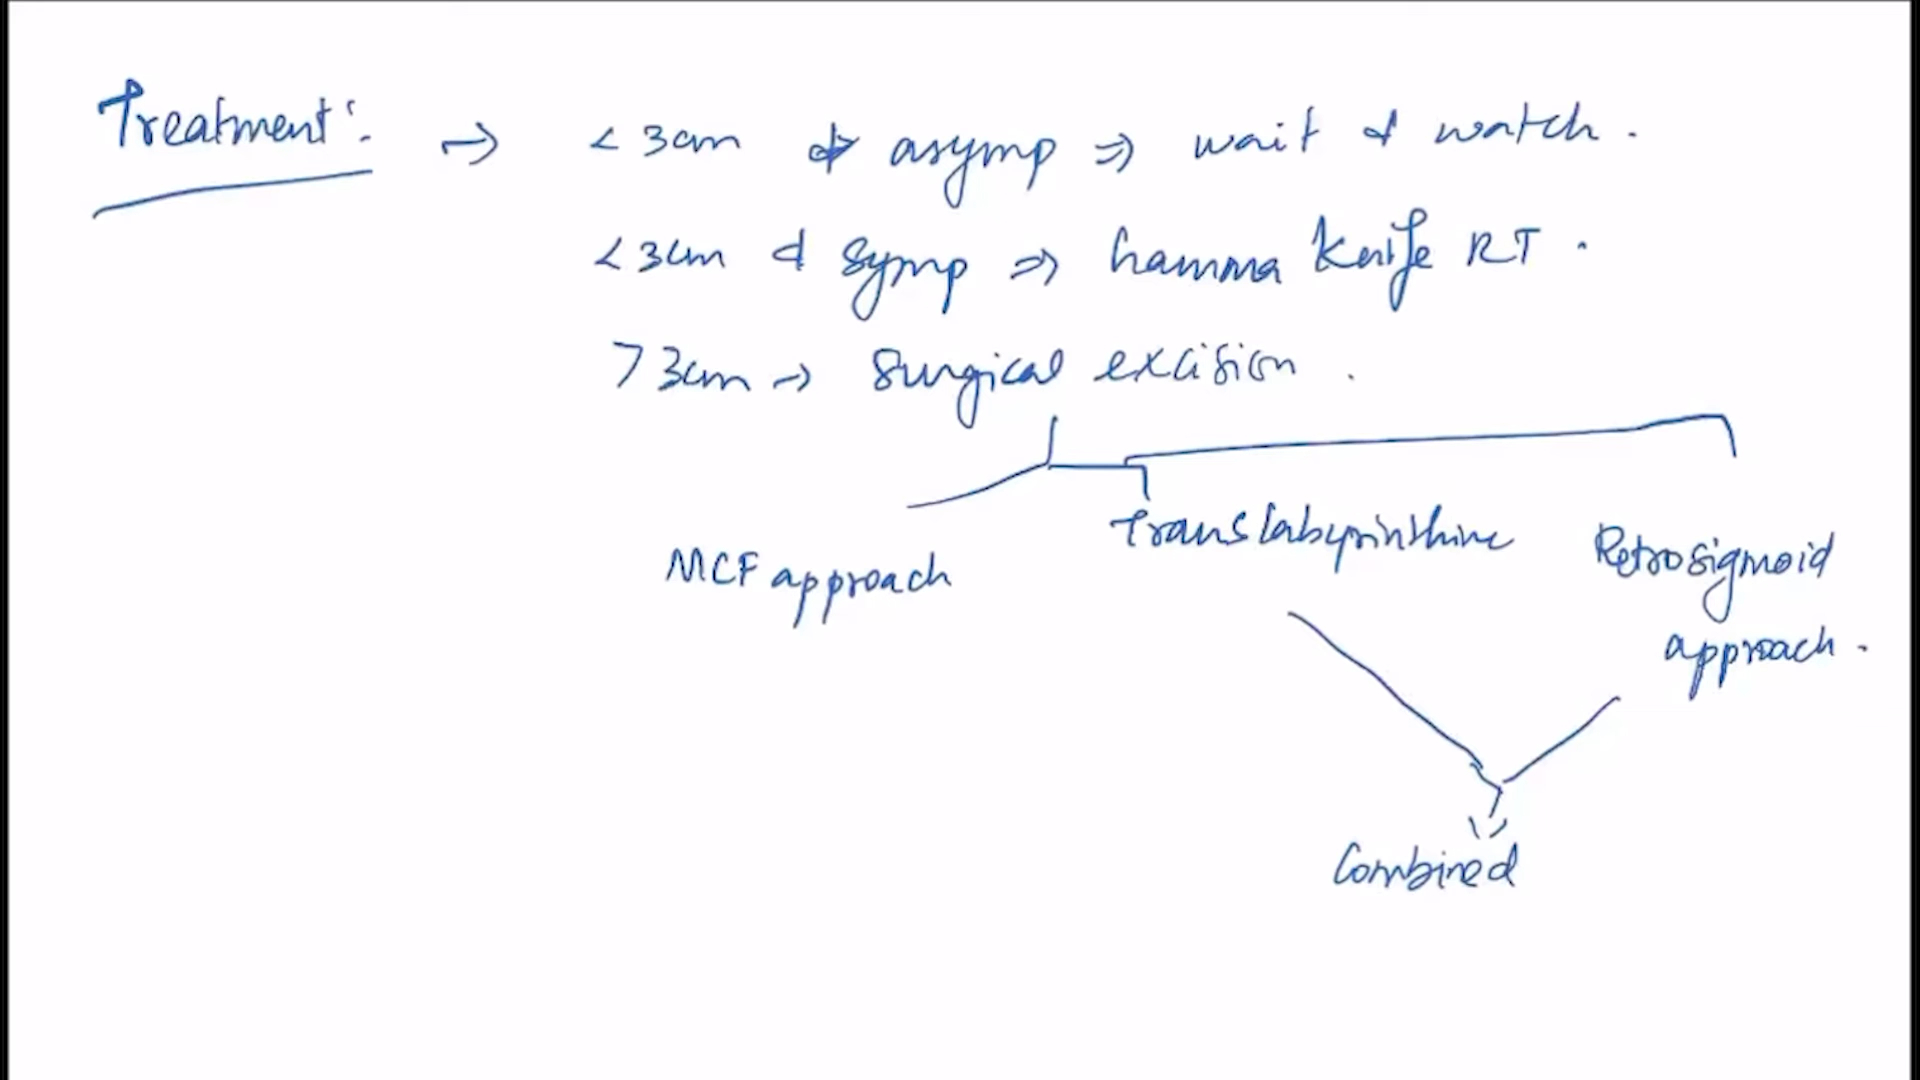 Treatment: → < 3cm & asymp ⇒ wait & watch.
< 3cm & symp ⇒ Gamma Knife RT.
> 3cm → Surgical excision.
MCF approach
Translabyrinthine
Retrosigmoid
approach.
Combined